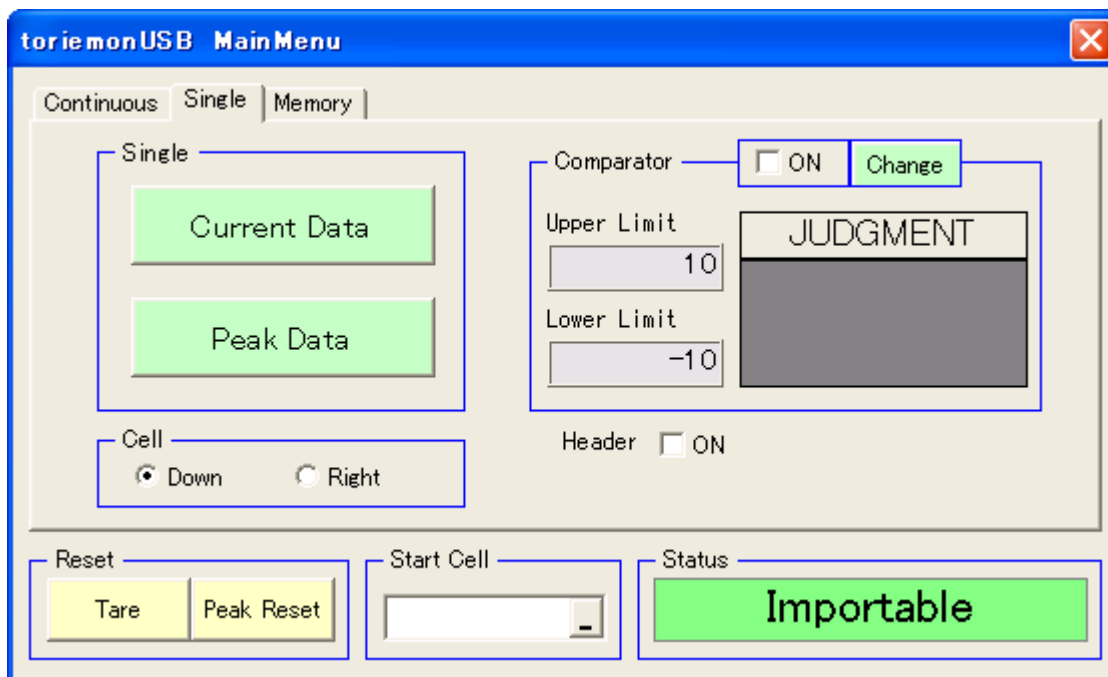 toriemonUSB MainMenu
Continuous Single Memory
Single
Current Data
Peak Data
Comparator ON Change
Upper Limit
10
Lower Limit
-10
JUDGMENT
Cell
Down Right
Header ON
Reset
Tare Peak Reset
Start Cell
Status
Importable